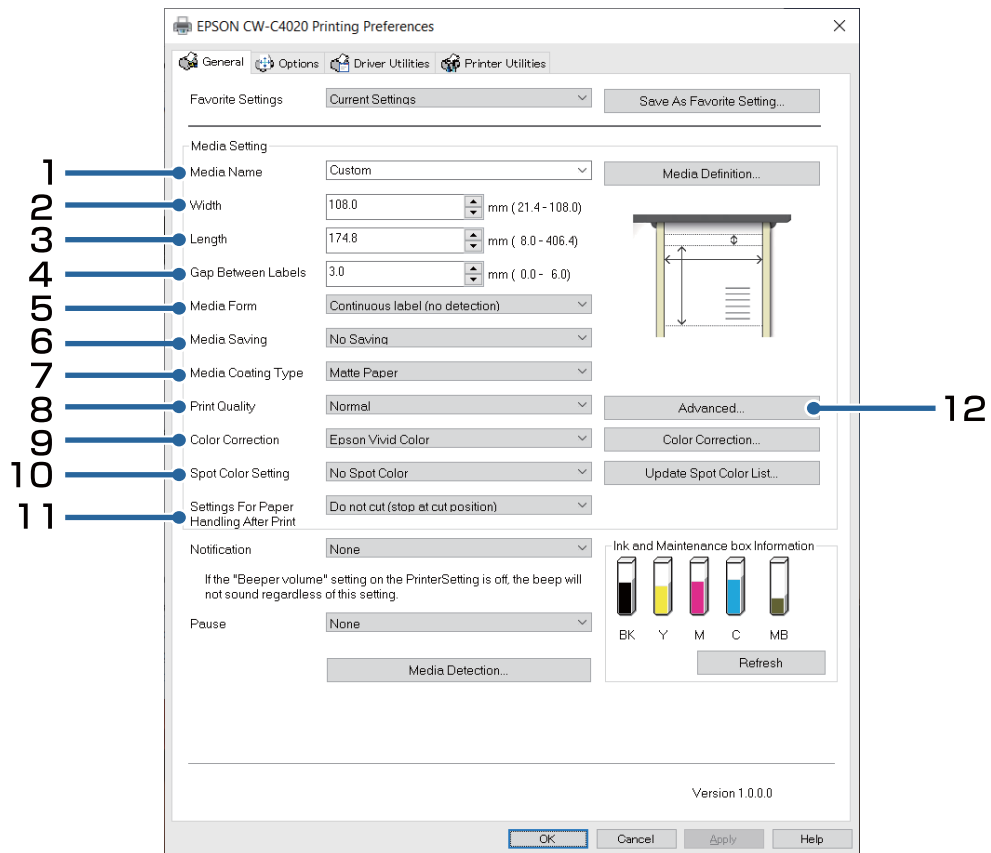 EPSON CW-C4020 Printing Preferences
General Options Driver Utilities Printer Utilities
Favorite Settings Current Settings Save As Favorite Setting...
Media Setting
1 Media Name Custom Media Definition...
2 Width 108.0 mm ( 21.4 - 108.0)
3 Length 174.8 mm ( 8.0 - 406.4)
4 Gap Between Labels 3.0 mm ( 0.0 - 6.0)
5 Media Form Continuous label (no detection)
6 Media Saving No Saving
7 Media Coating Type Matte Paper
8 Print Quality Normal Advanced... 12
9 Color Correction Epson Vivid Color Color Correction...
10 Spot Color Setting No Spot Color Update Spot Color List...
11 Settings For Paper Do not cut (stop at cut position)
Handling After Print
Notification None
If the "Beeper volume" setting on the PrinterSetting is off, the beep will
not sound regardless of this setting.
Pause None
Media Detection...
Ink and Maintenance box Information
BK Y M C MB
Refresh
Version 1.0.0.0
OK Cancel Apply Help